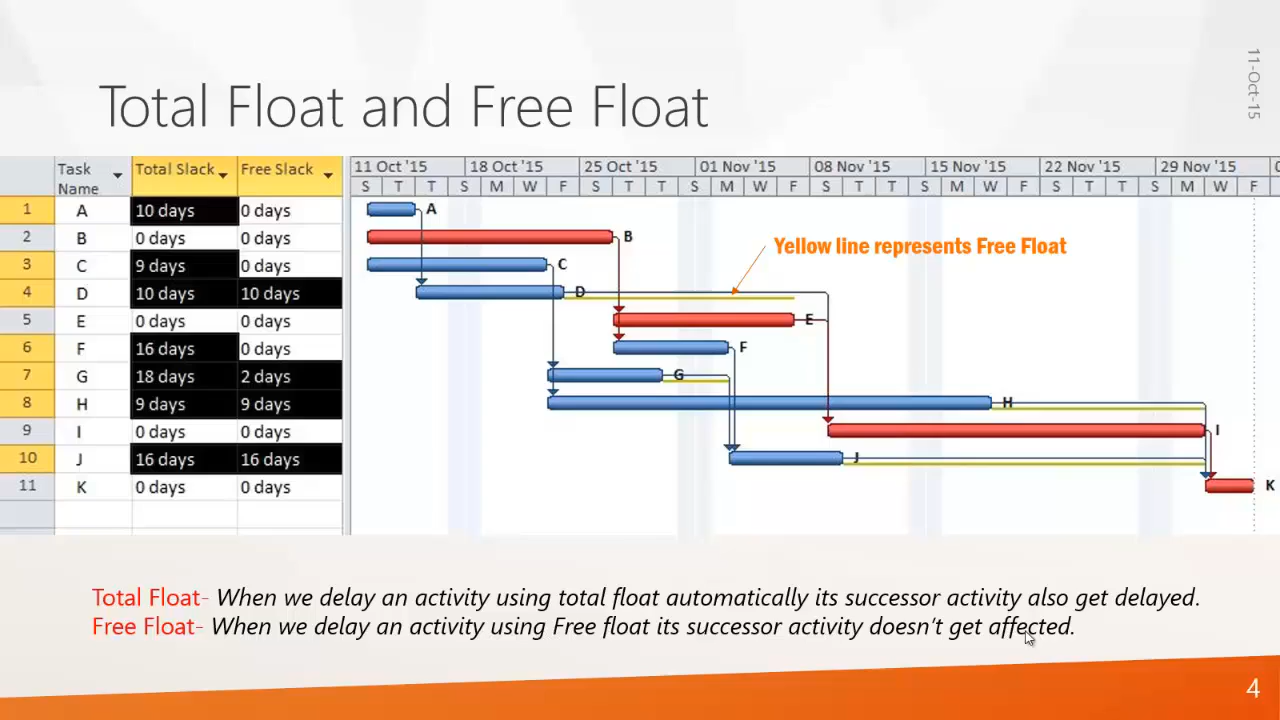 11-Oct-15
Total Float and Free Float
Task Name Total Slack Free Slack
11 Oct '15 18 Oct '15 25 Oct '15 01 Nov '15 08 Nov '15 15 Nov '15 22 Nov '15 29 Nov '15 0
S T T S M W F S T T S M W F S T T S M W F S T T S M W F
1 A 10 days 0 days A
2 B 0 days 0 days B
Yellow line represents Free Float
3 C 9 days 0 days C
4 D 10 days 10 days D
5 E 0 days 0 days E
6 F 16 days 0 days F
7 G 18 days 2 days G
8 H 9 days 9 days H
9 I 0 days 0 days I
10 J 16 days 16 days J
11 K 0 days 0 days K
Total Float- When we delay an activity using total float automatically its successor activity also get delayed.
Free Float- When we delay an activity using Free float its successor activity doesn't get affected.
4